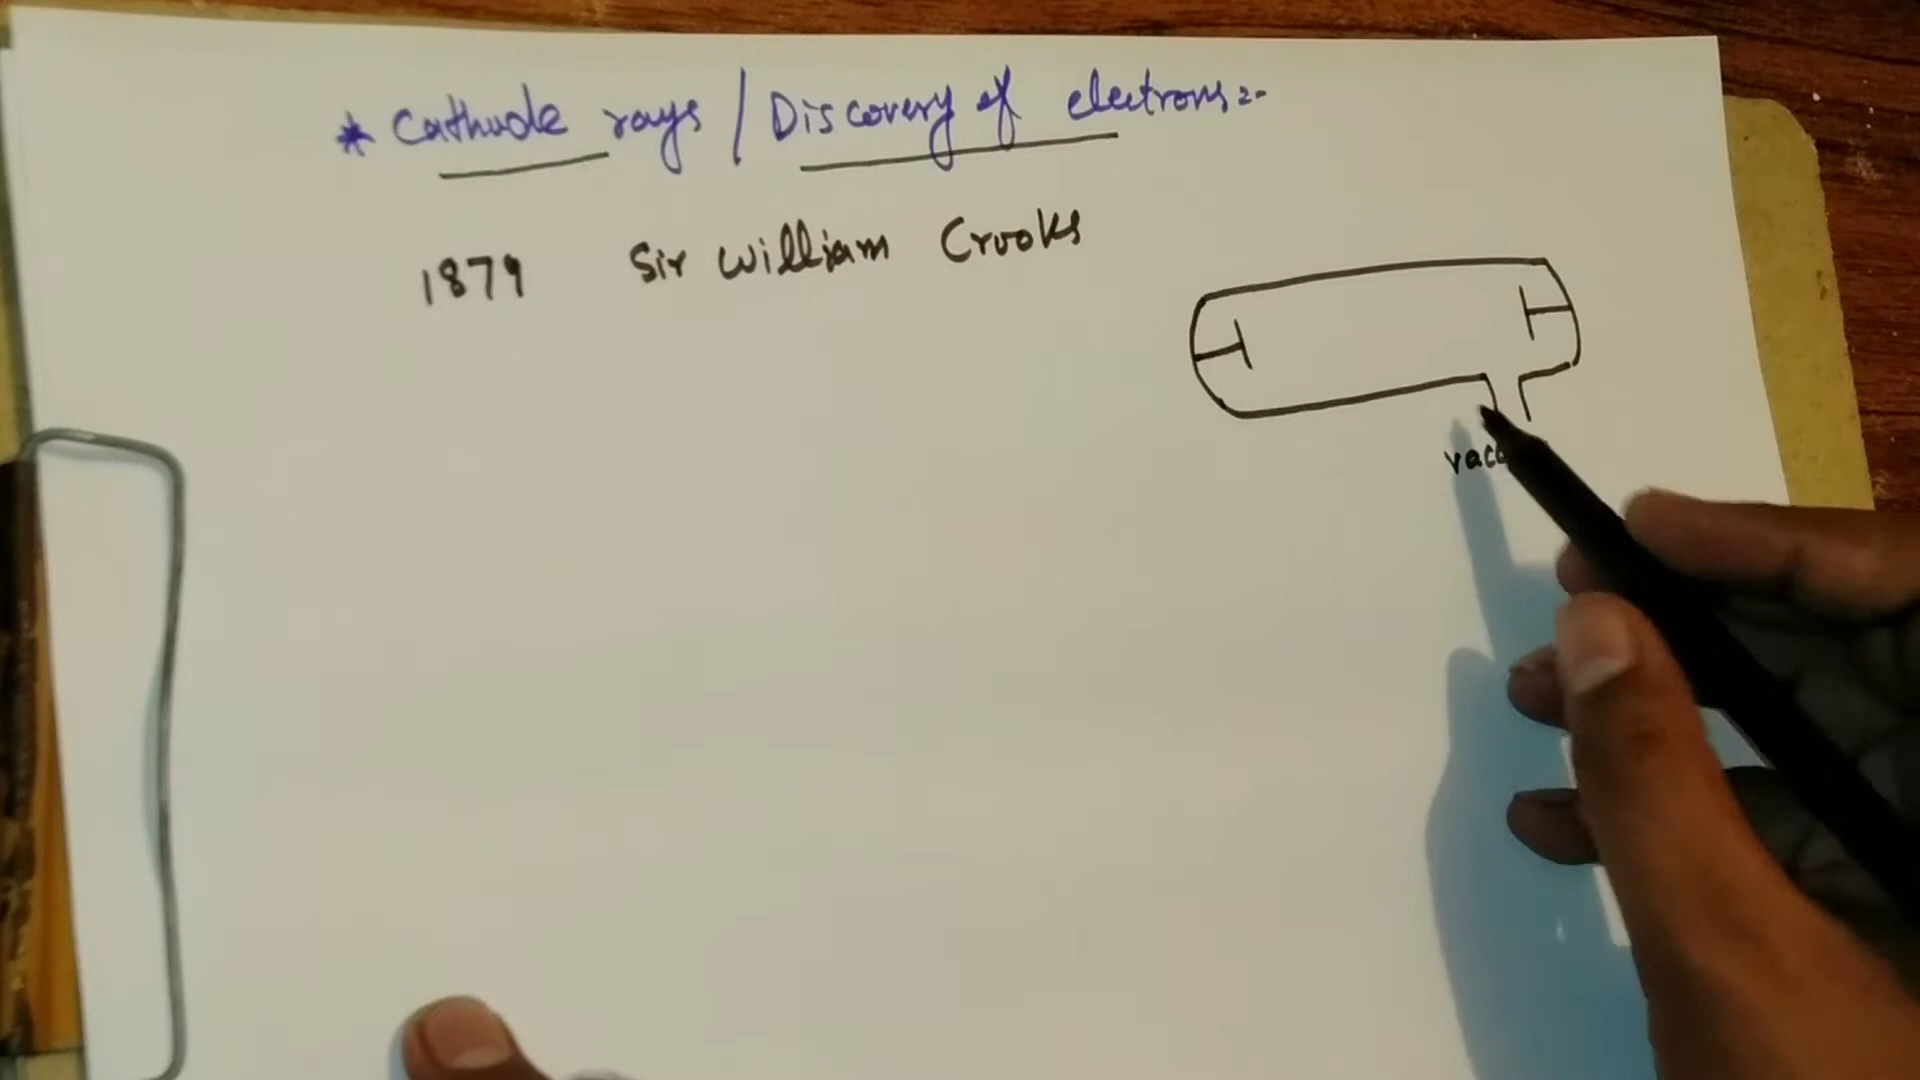 * Cathode rays / Discovery of electrons :-
1879 Sir William Crooks